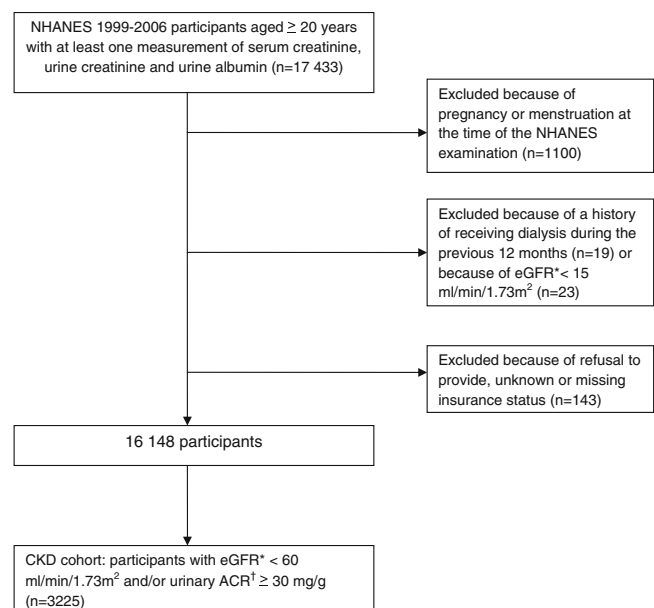 NHANES 1999-2006 participants aged ≥ 20 years
with at least one measurement of serum creatinine,
urine creatinine and urine albumin (n=17 433)
Excluded because of
pregnancy or menstruation at
the time of the NHANES
examination (n=1100)
Excluded because of a history
of receiving dialysis during the
previous 12 months (n=19) or
because of eGFR*< 15
ml/min/1.73m² (n=23)
Excluded because of refusal to
provide, unknown or missing
insurance status (n=143)
16 148 participants
CKD cohort: participants with eGFR* < 60
ml/min/1.73m² and/or urinary ACR† ≥ 30 mg/g
(n=3225)